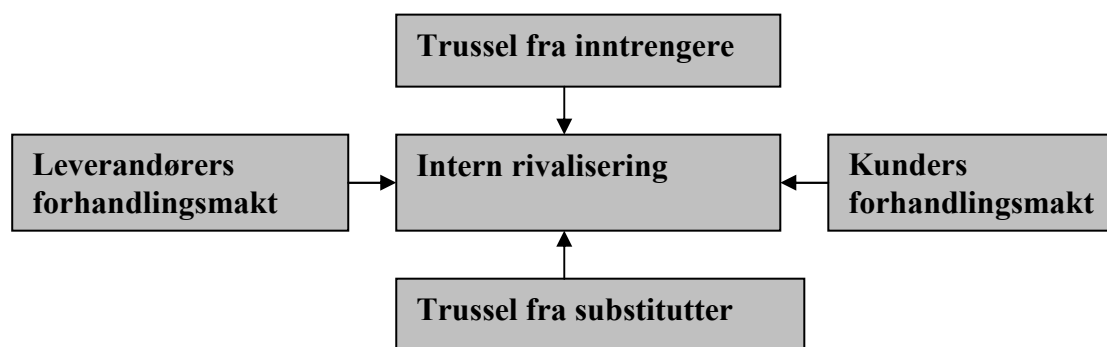 Trussel fra inntrengere
Leverandørers
forhandlingsmakt
Intern rivalisering
Kunders
forhandlingsmakt
Trussel fra substitutter